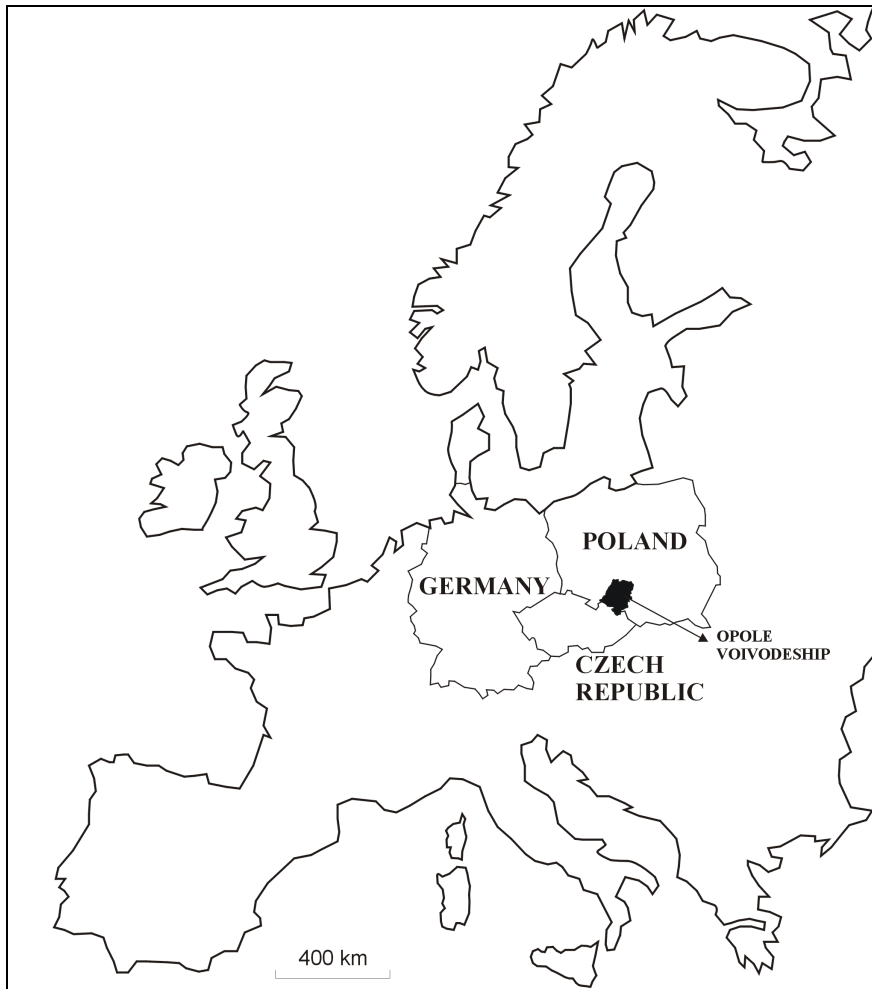 POLAND
GERMANY
OPOLE
VOIVODESHIP
CZECH
REPUBLIC
400 km